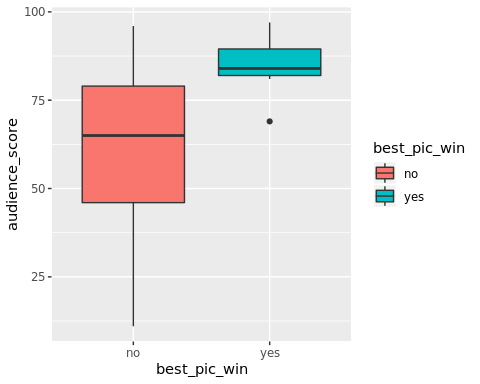 100
75
50
25
audience_score
no
yes
best_pic_win
best_pic_win
no
yes